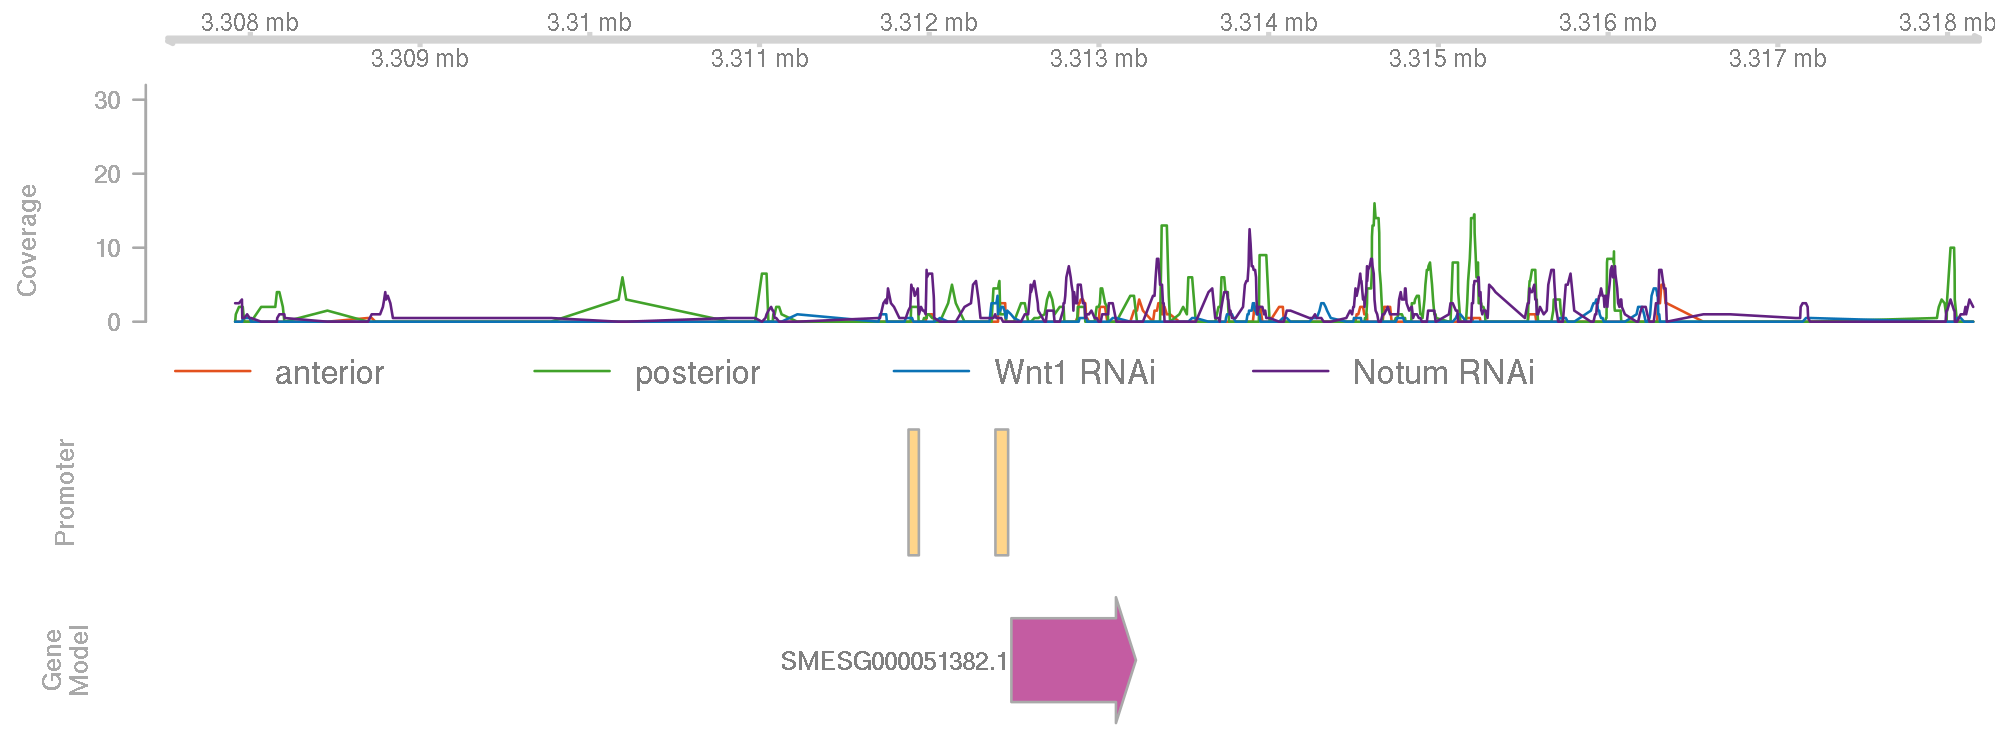 3.308 mb 3.31 mb 3.312 mb 3.314 mb 3.316 mb 3.318 mb
3.309 mb 3.311 mb 3.313 mb 3.315 mb 3.317 mb
Coverage
30
20
10
0
anterior posterior Wnt1 RNAi Notum RNAi
Promoter
Gene
Model
SMESG000051382.1